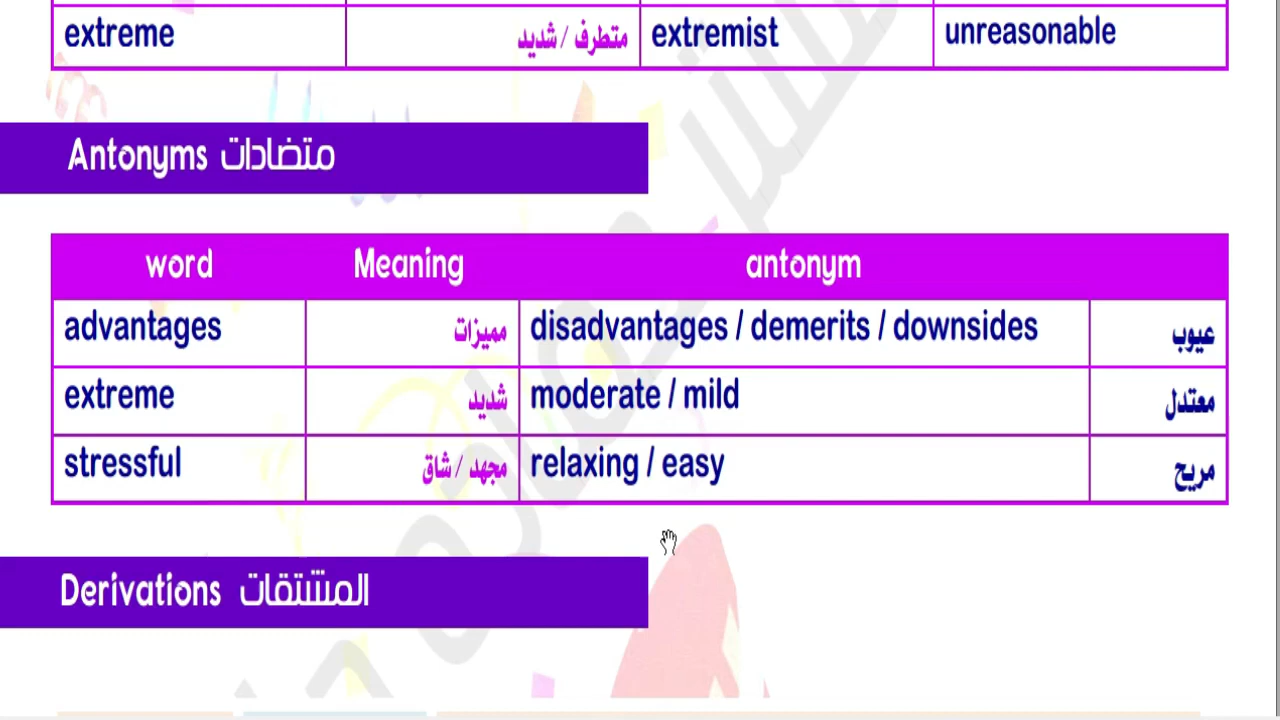 extreme متطرف / شديد extremist unreasonable
Antonyms متضادات
word Meaning antonym
advantages مميزات disadvantages / demerits / downsides عيوب
extreme شديد moderate / mild معتدل
stressful مجهد / شاق relaxing / easy مريح
Derivations المشتقات